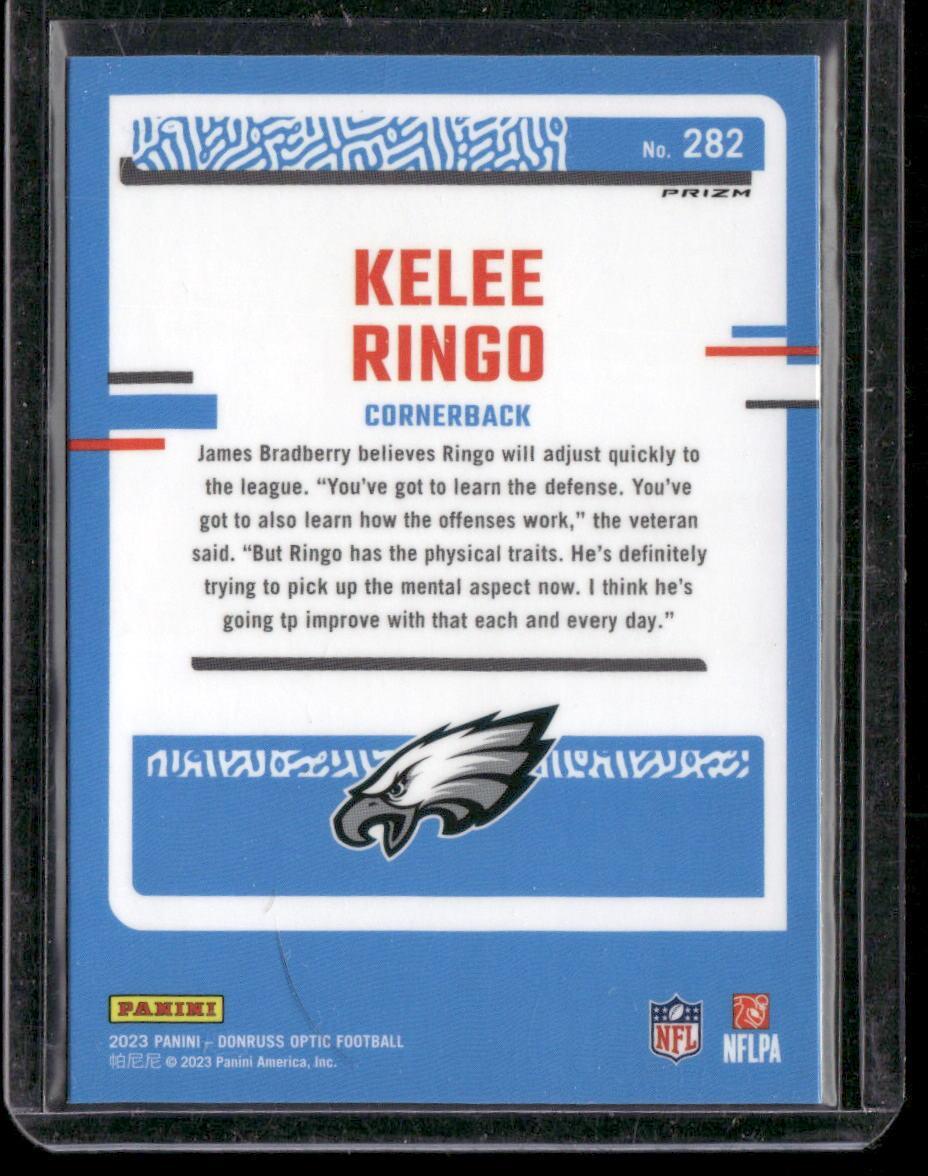 No. 282
PRIZM
KELEE
RINGO
CORNERBACK
James Bradberry believes Ringo will adjust quickly to
the league. “You’ve got to learn the defense. You’ve
got to also learn how the offenses work,” the veteran
said. “But Ringo has the physical traits. He’s definitely
trying to pick up the mental aspect now. I think he’s
going tp improve with that each and every day.”
PANINI
2023 PANINI – DONRUSS OPTIC FOOTBALL
帕尼尼 © 2023 Panini America, Inc.
NFL
NFLPA